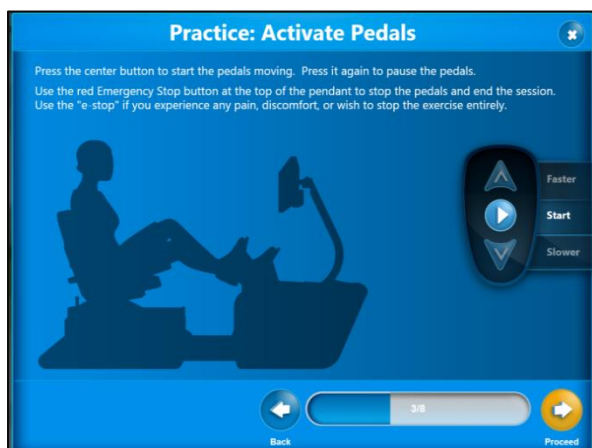 Practice: Activate Pedals
Press the center button to start the pedals moving. Press it again to pause the pedals.
Use the red Emergency Stop button at the top of the pendant to stop the pedals and end the session.
Use the "e-stop" if you experience any pain, discomfort, or wish to stop the exercise entirely.
Faster
Start
Slower
3/8
Back
Proceed